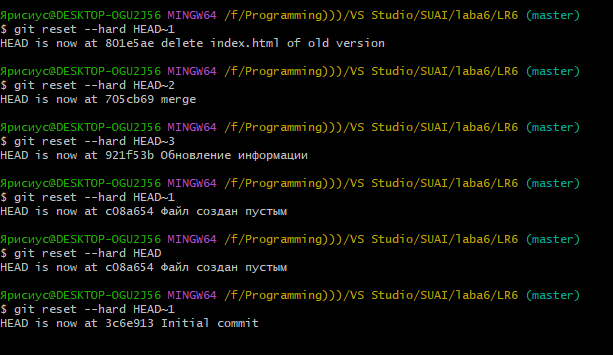 Ярисиус@DESKTOP-OGU2J56 MINGW64 /f/Programming)))/VS Studio/SUAI/laba6/LR6 (master)
$ git reset --hard HEAD~1
HEAD is now at 801e5ae delete index.html of old version
Ярисиус@DESKTOP-OGU2J56 MINGW64 /f/Programming)))/VS Studio/SUAI/laba6/LR6 (master)
$ git reset --hard HEAD~2
HEAD is now at 705cb69 merge
Ярисиус@DESKTOP-OGU2J56 MINGW64 /f/Programming)))/VS Studio/SUAI/laba6/LR6 (master)
$ git reset --hard HEAD~3
HEAD is now at 921f53b Обновление информации
Ярисиус@DESKTOP-OGU2J56 MINGW64 /f/Programming)))/VS Studio/SUAI/laba6/LR6 (master)
$ git reset --hard HEAD~1
HEAD is now at c08a654 Файл создан пустым
Ярисиус@DESKTOP-OGU2J56 MINGW64 /f/Programming)))/VS Studio/SUAI/laba6/LR6 (master)
$ git reset --hard HEAD
HEAD is now at c08a654 Файл создан пустым
Ярисиус@DESKTOP-OGU2J56 MINGW64 /f/Programming)))/VS Studio/SUAI/laba6/LR6 (master)
$ git reset --hard HEAD~1
HEAD is now at 3c6e913 Initial commit